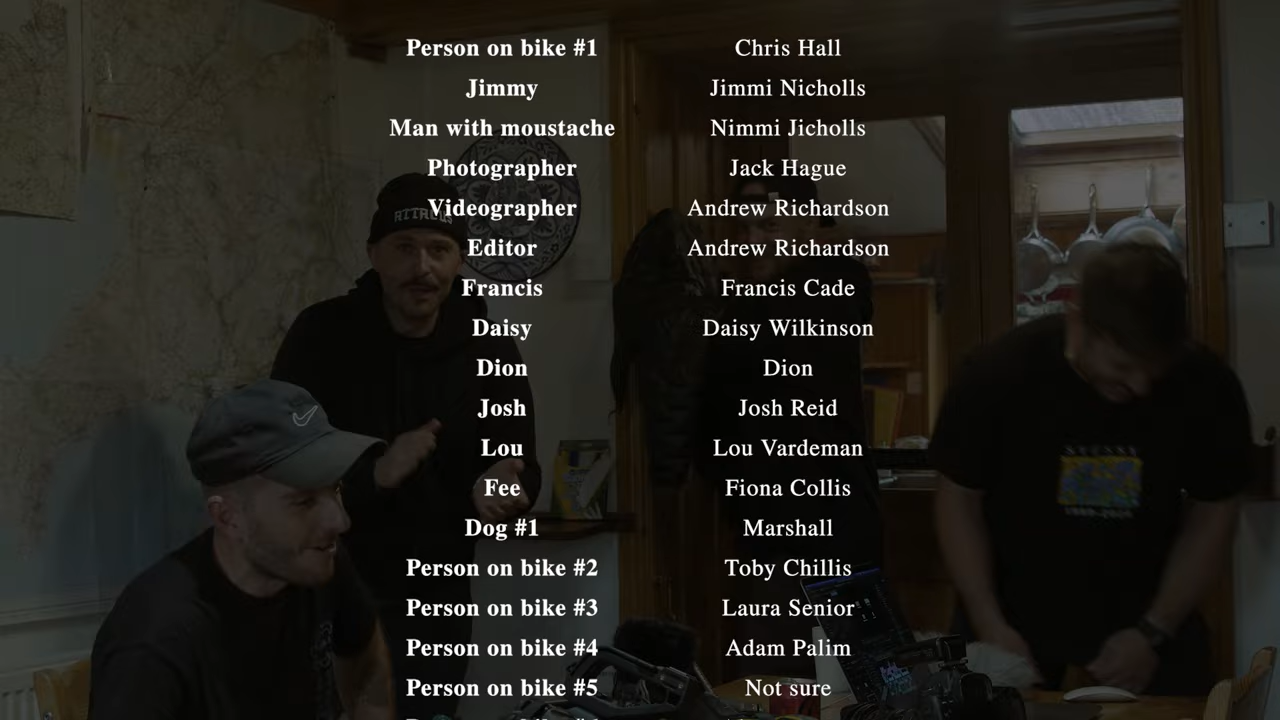 Person on bike #1 Chris Hall
Jimmy Jimmi Nicholls
Man with moustache Nimmi Jicholls
Photographer Jack Hague
Videographer Andrew Richardson
Editor Andrew Richardson
Francis Francis Cade
Daisy Daisy Wilkinson
Dion Dion
Josh Josh Reid
Lou Lou Vardeman
Fee Fiona Collis
Dog #1 Marshall
Person on bike #2 Toby Chillis
Person on bike #3 Laura Senior
Person on bike #4 Adam Palim
Person on bike #5 Not sure